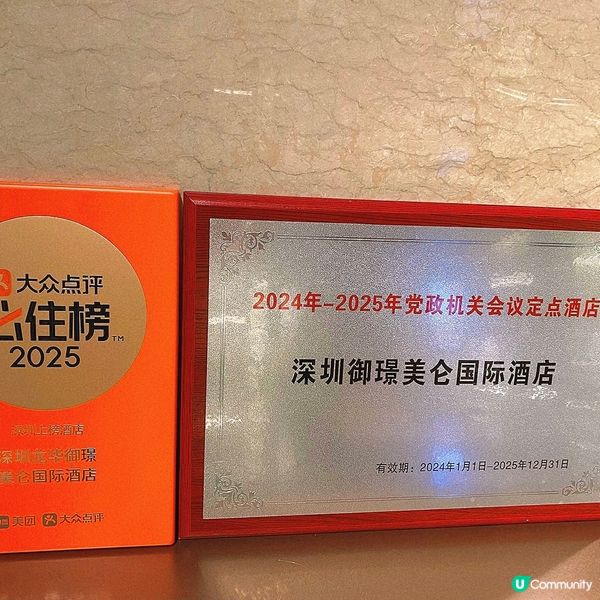 大众点评
必住榜™
2025
深圳上榜酒店
深圳龙华御璟
美仑国际酒店
美团 大众点评
2024年-2025年党政机关会议定点酒店
深圳御璟美仑国际酒店
有效期：2024年1月1日-2025年12月31日
U Community